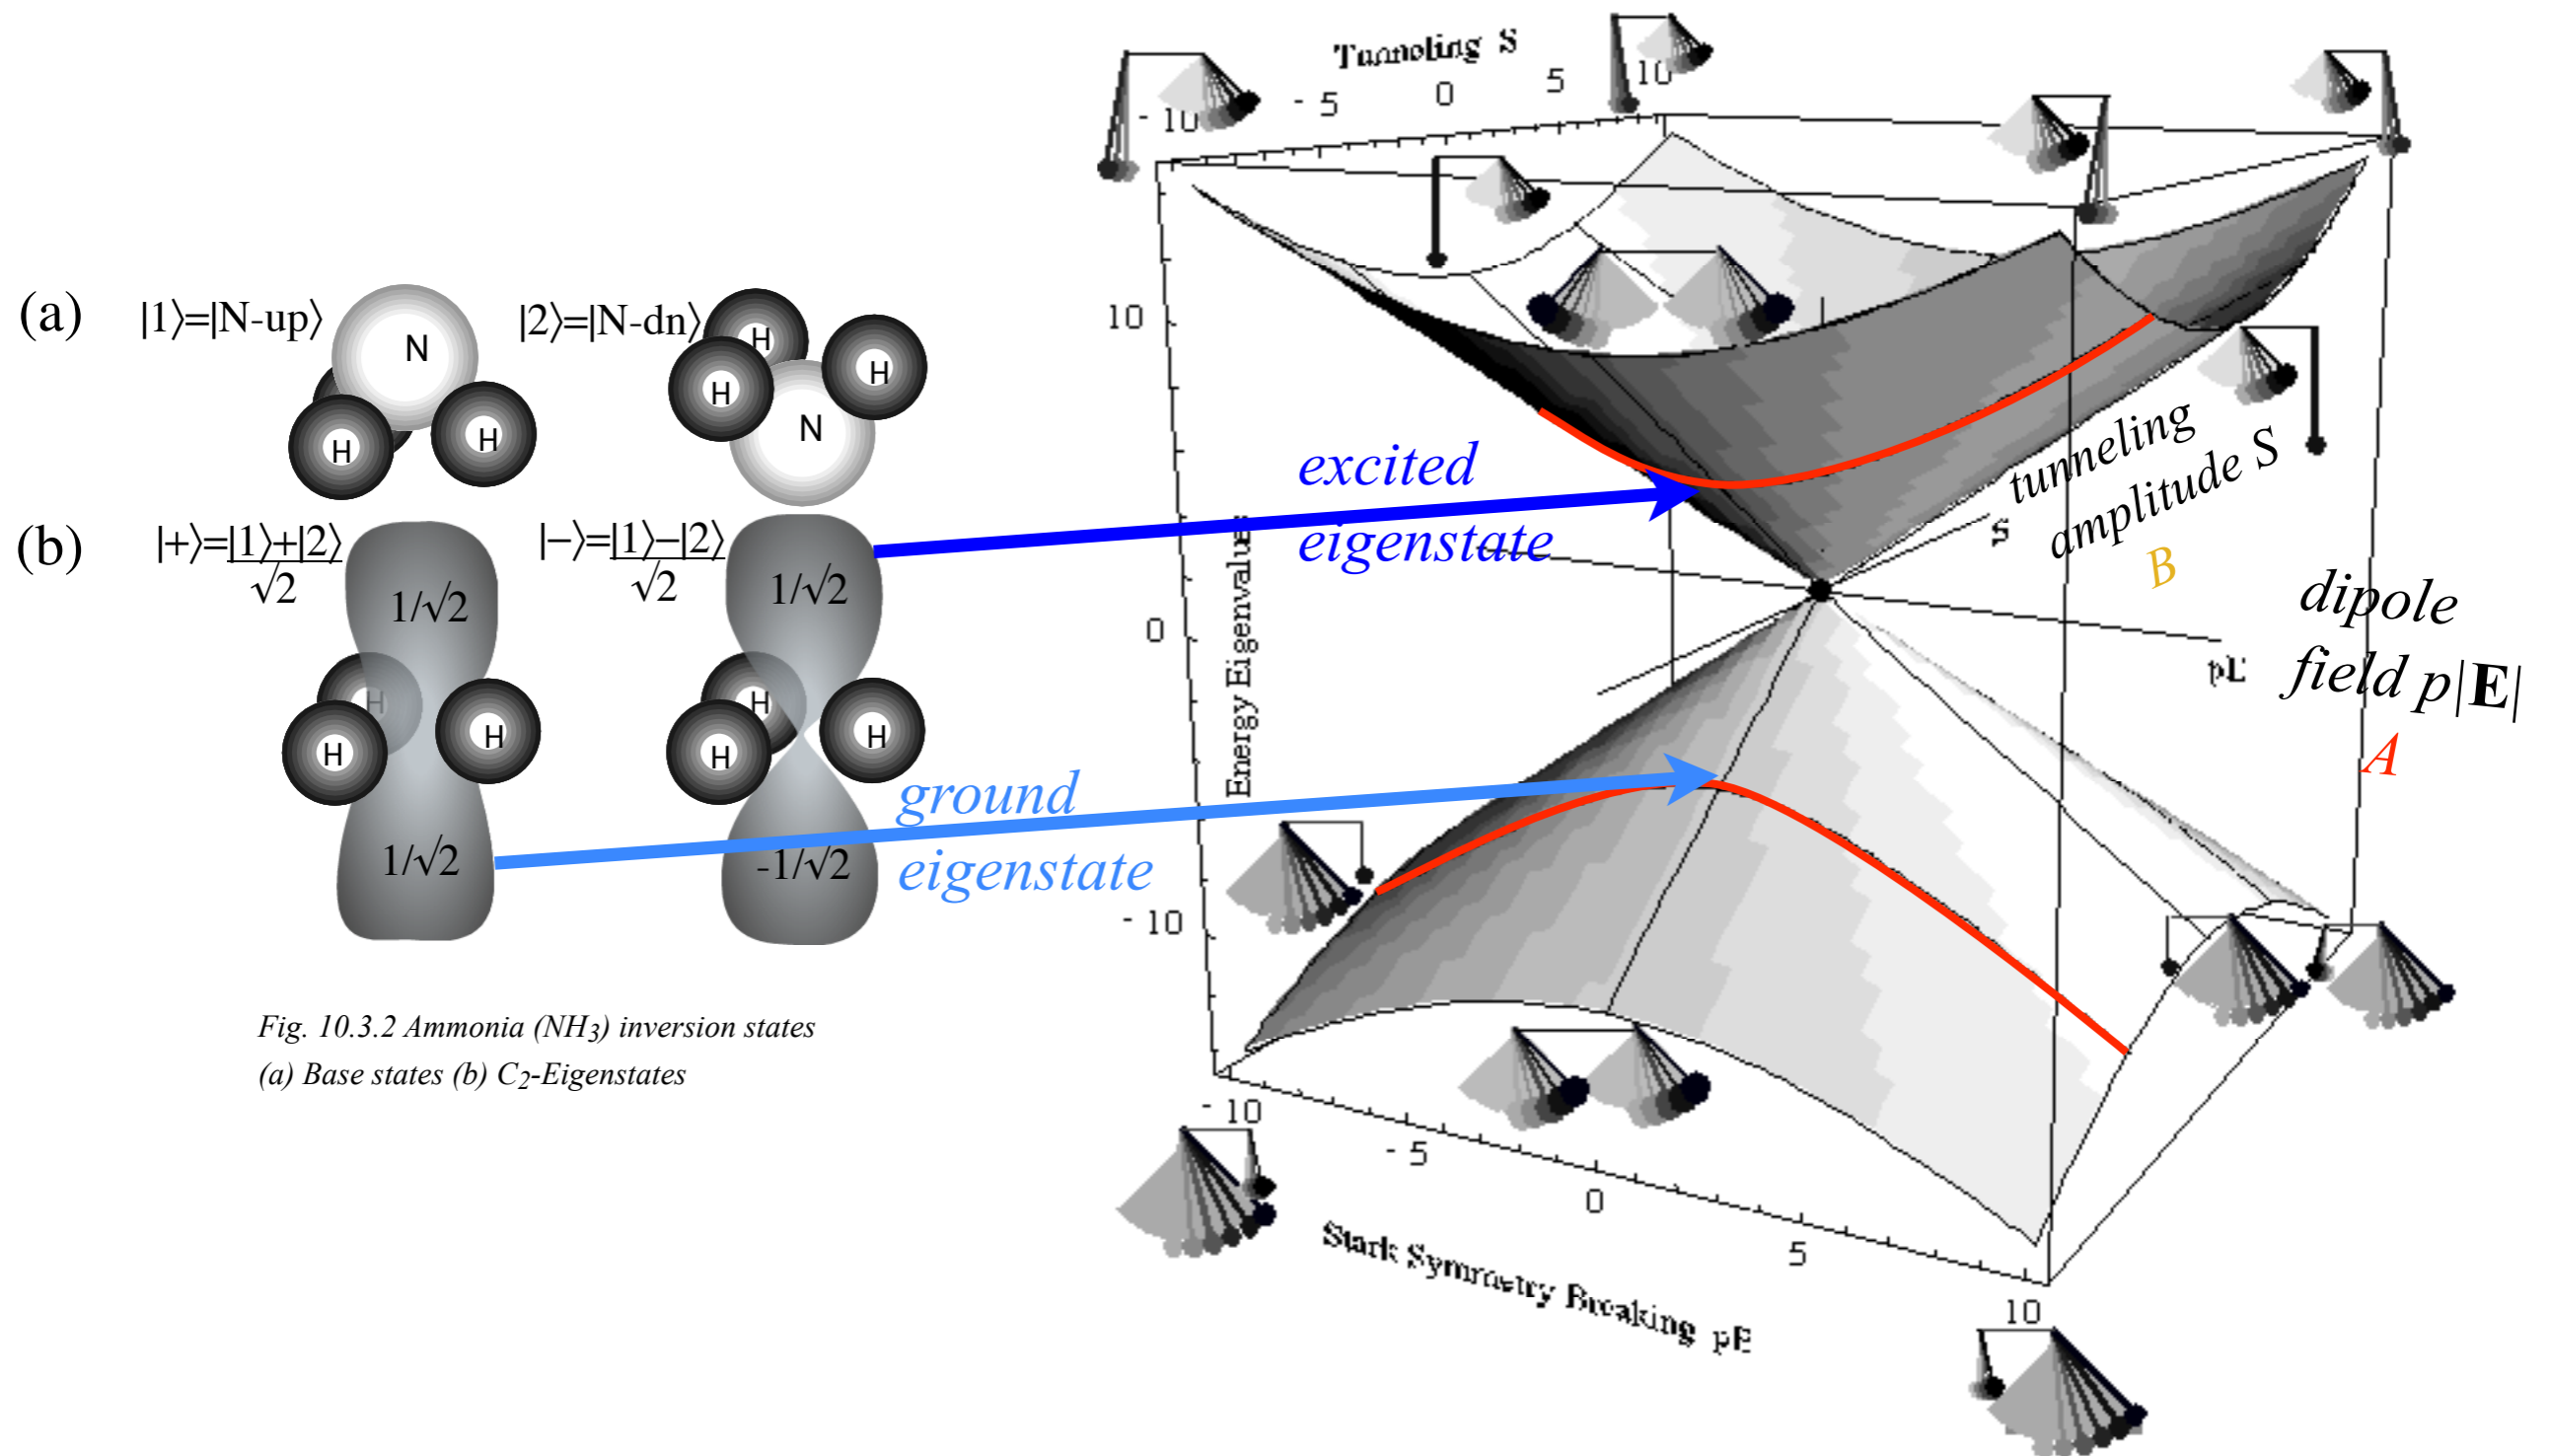 (a)
|1⟩=|N-up⟩
N
H
H
|2⟩=|N-dn⟩
H
H
H
N
(b)
|+⟩=|1⟩+|2⟩
√2
1/√2
H
H
H
1/√2
|−⟩=|1⟩−|2⟩
√2
1/√2
H
H
H
-1/√2
Fig. 10.3.2 Ammonia (NH3) inversion states
(a) Base states (b) C2-Eigenstates
excited
eigenstate
ground
eigenstate
Tunneling S
- 10
- 5
0
5
10
10
0
- 10
Energy Eigenvalues
S
tunneling
amplitude S
B
pE
dipole
field p|E|
A
- 10
- 5
0
5
10
Stark Symmetry Breaking pE